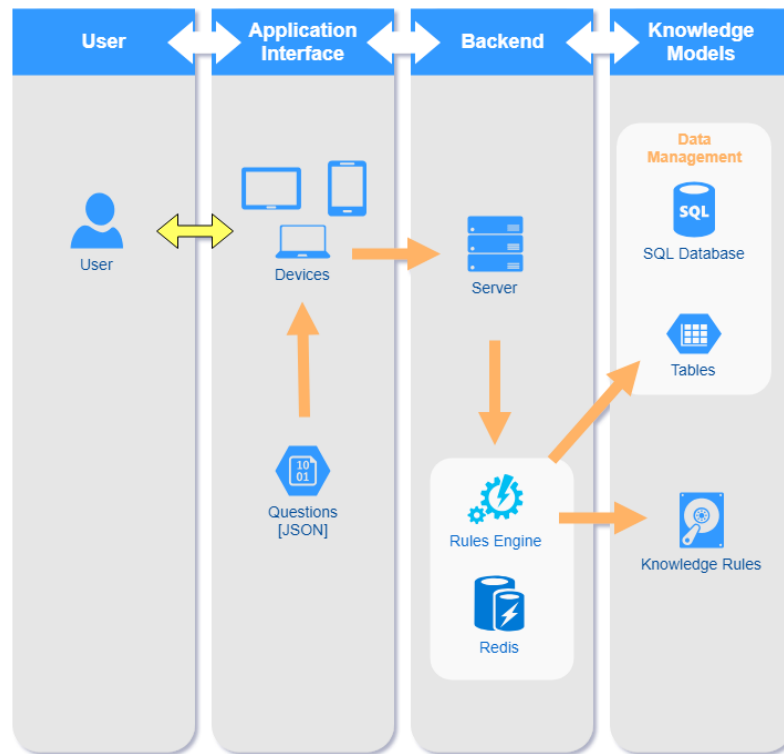 User
Application
Interface
Backend
Knowledge
Models
User
Devices
Questions
[JSON]
10
01
Server
Rules Engine
Redis
Data
Management
SQL
SQL Database
Tables
Knowledge Rules